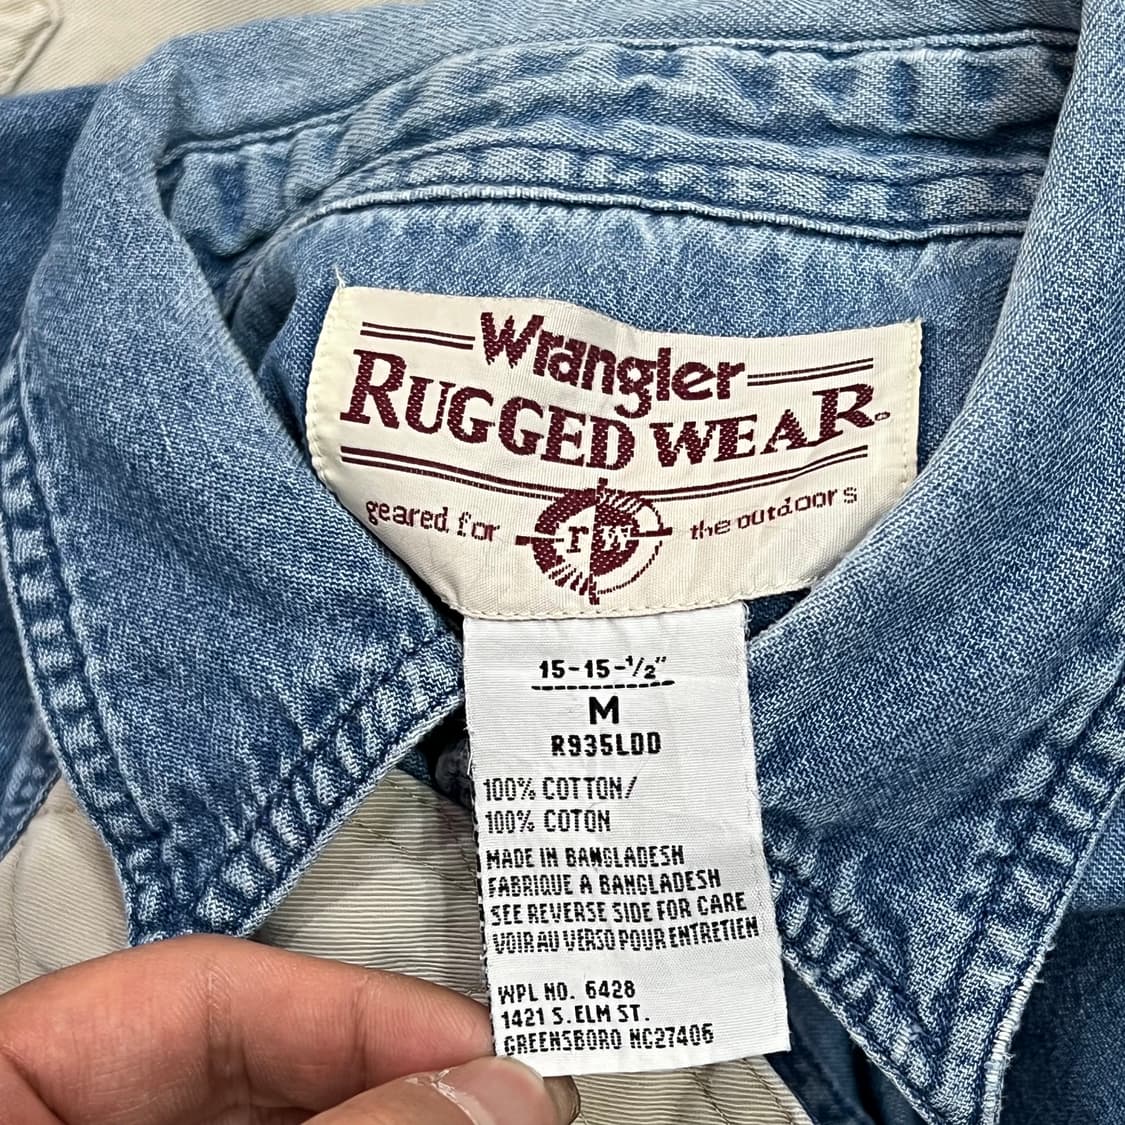 Wrangler
RUGGED WEAR®
geared for rw the outdoors
15-15-1/2"
M
R935LDD
100% COTTON/
100% COTON
MADE IN BANGLADESH
FABRIQUE A BANGLADESH
SEE REVERSE SIDE FOR CARE
VOIR AU VERSO POUR ENTRETIEN
WPL NO. 6428
1421 S. ELM ST.
GREENSBORO NC27406